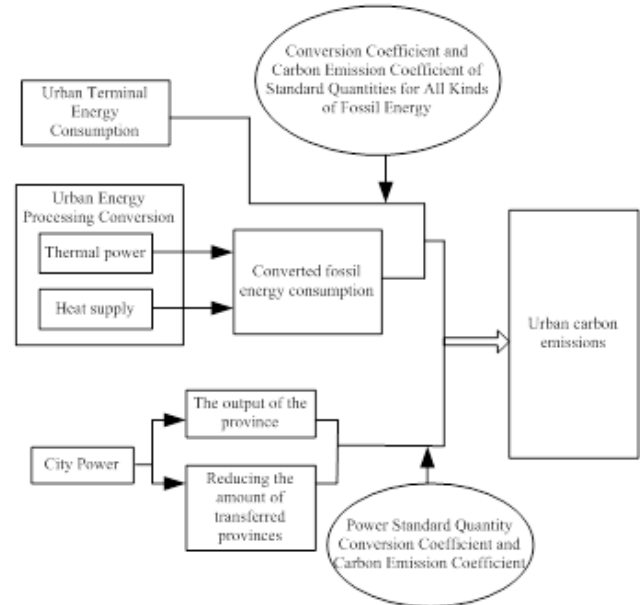 Conversion Coefficient and
Carbon Emission Coefficient of
Standard Quantities for All Kinds
of Fossil Energy
Urban Terminal
Energy
Consumption
Urban Energy
Processing Conversion
Thermal power
Heat supply
Converted fossil
energy consumption
Urban carbon
emissions
The output of the
province
City Power
Reducing the
amount of
transferred
provinces
Power Standard Quantity
Conversion Coefficient and
Carbon Emission Coefficient